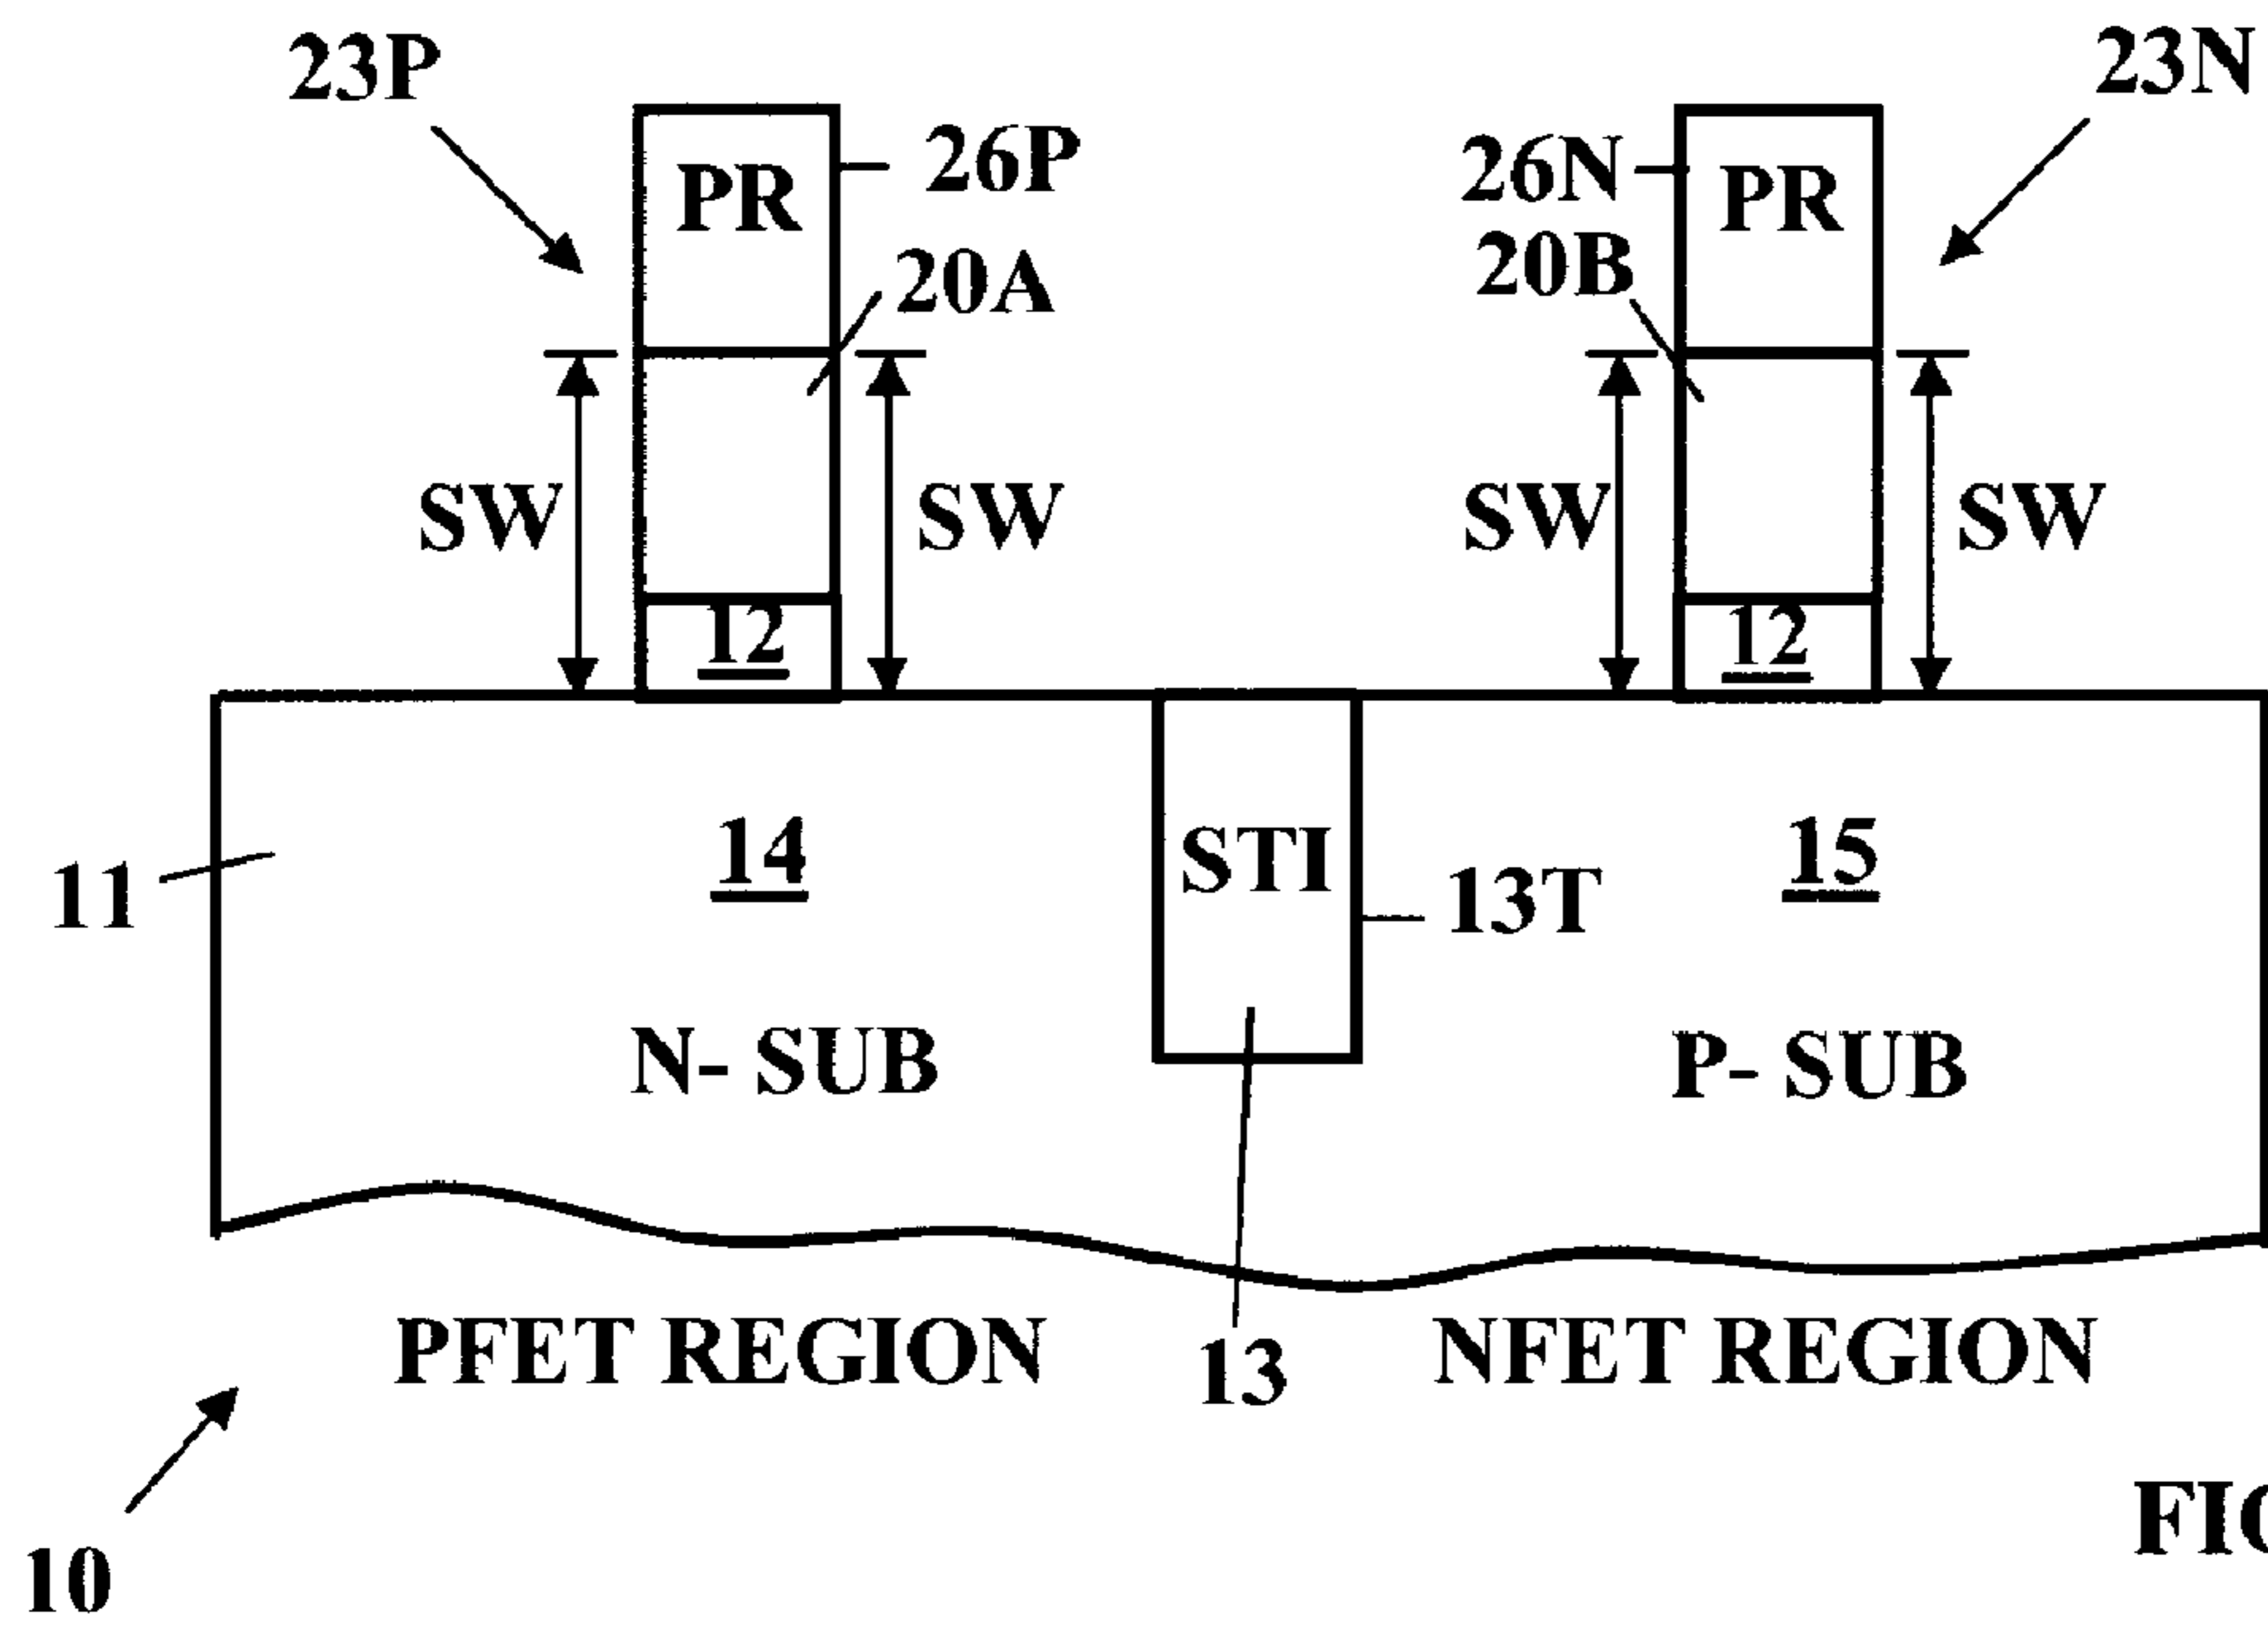 23P
23N
PR
26P
26N
PR
20A
20B
SW
SW
SW
SW
12
12
14
15
STI
11
13T
N- SUB
P- SUB
PFET REGION
NFET REGION
13
10